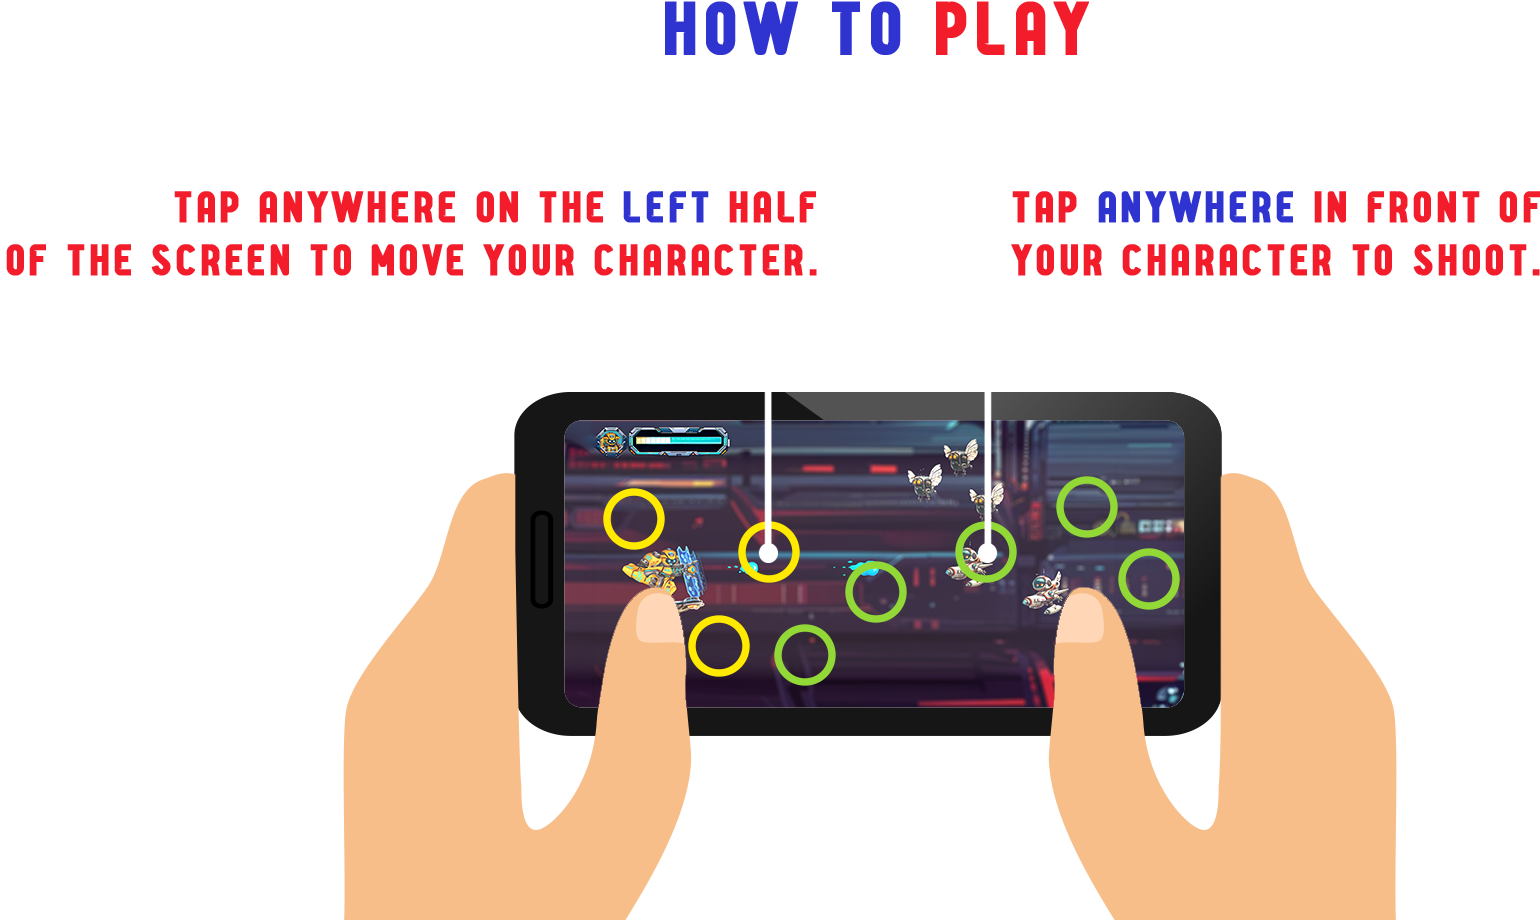 HOW TO PLAY
TAP ANYWHERE ON THE LEFT HALF
OF THE SCREEN TO MOVE YOUR CHARACTER.
TAP ANYWHERE IN FRONT OF
YOUR CHARACTER TO SHOOT.